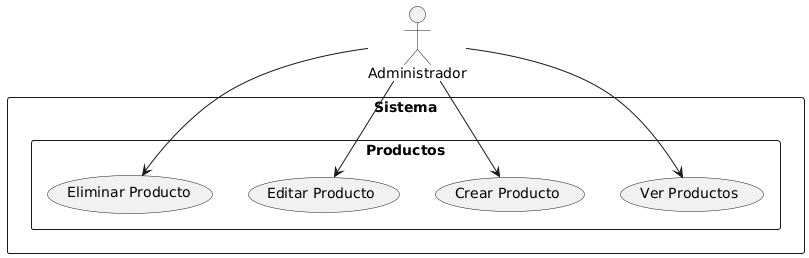 Administrador
Sistema
Productos
Eliminar Producto
Editar Producto
Crear Producto
Ver Productos